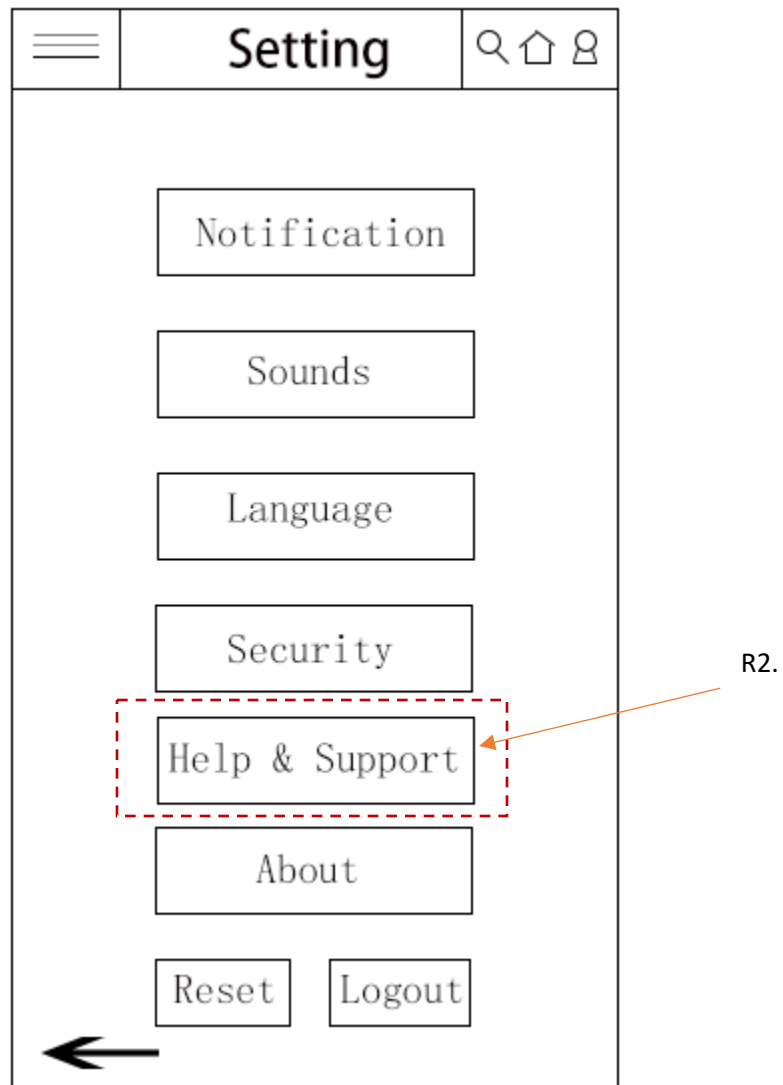 Setting
Notification
Sounds
Language
Security
R2.
Help & Support
About
Reset Logout